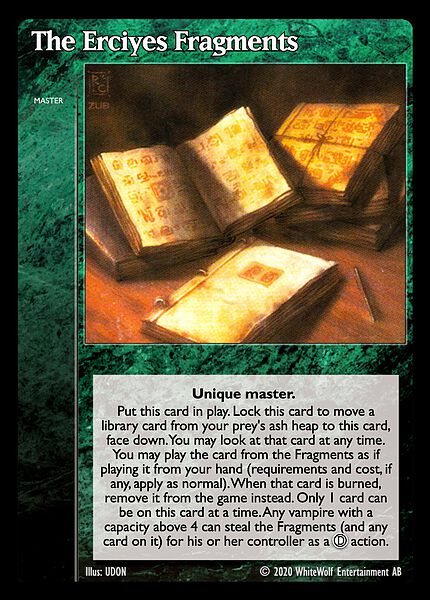 The Erciyes Fragments
MASTER
ZUB
Unique master.
Put this card in play. Lock this card to move a
library card from your prey's ash heap to this card,
face down. You may look at that card at any time.
You may play the card from the Fragments as if
playing it from your hand (requirements and cost, if
any, apply as normal). When that card is burned,
remove it from the game instead. Only 1 card can
be on this card at a time. Any vampire with a
capacity above 4 can steal the Fragments (and any
card on it) for his or her controller as a Ⓓ action.
Illus: UDON
© 2020 WhiteWolf Entertainment AB